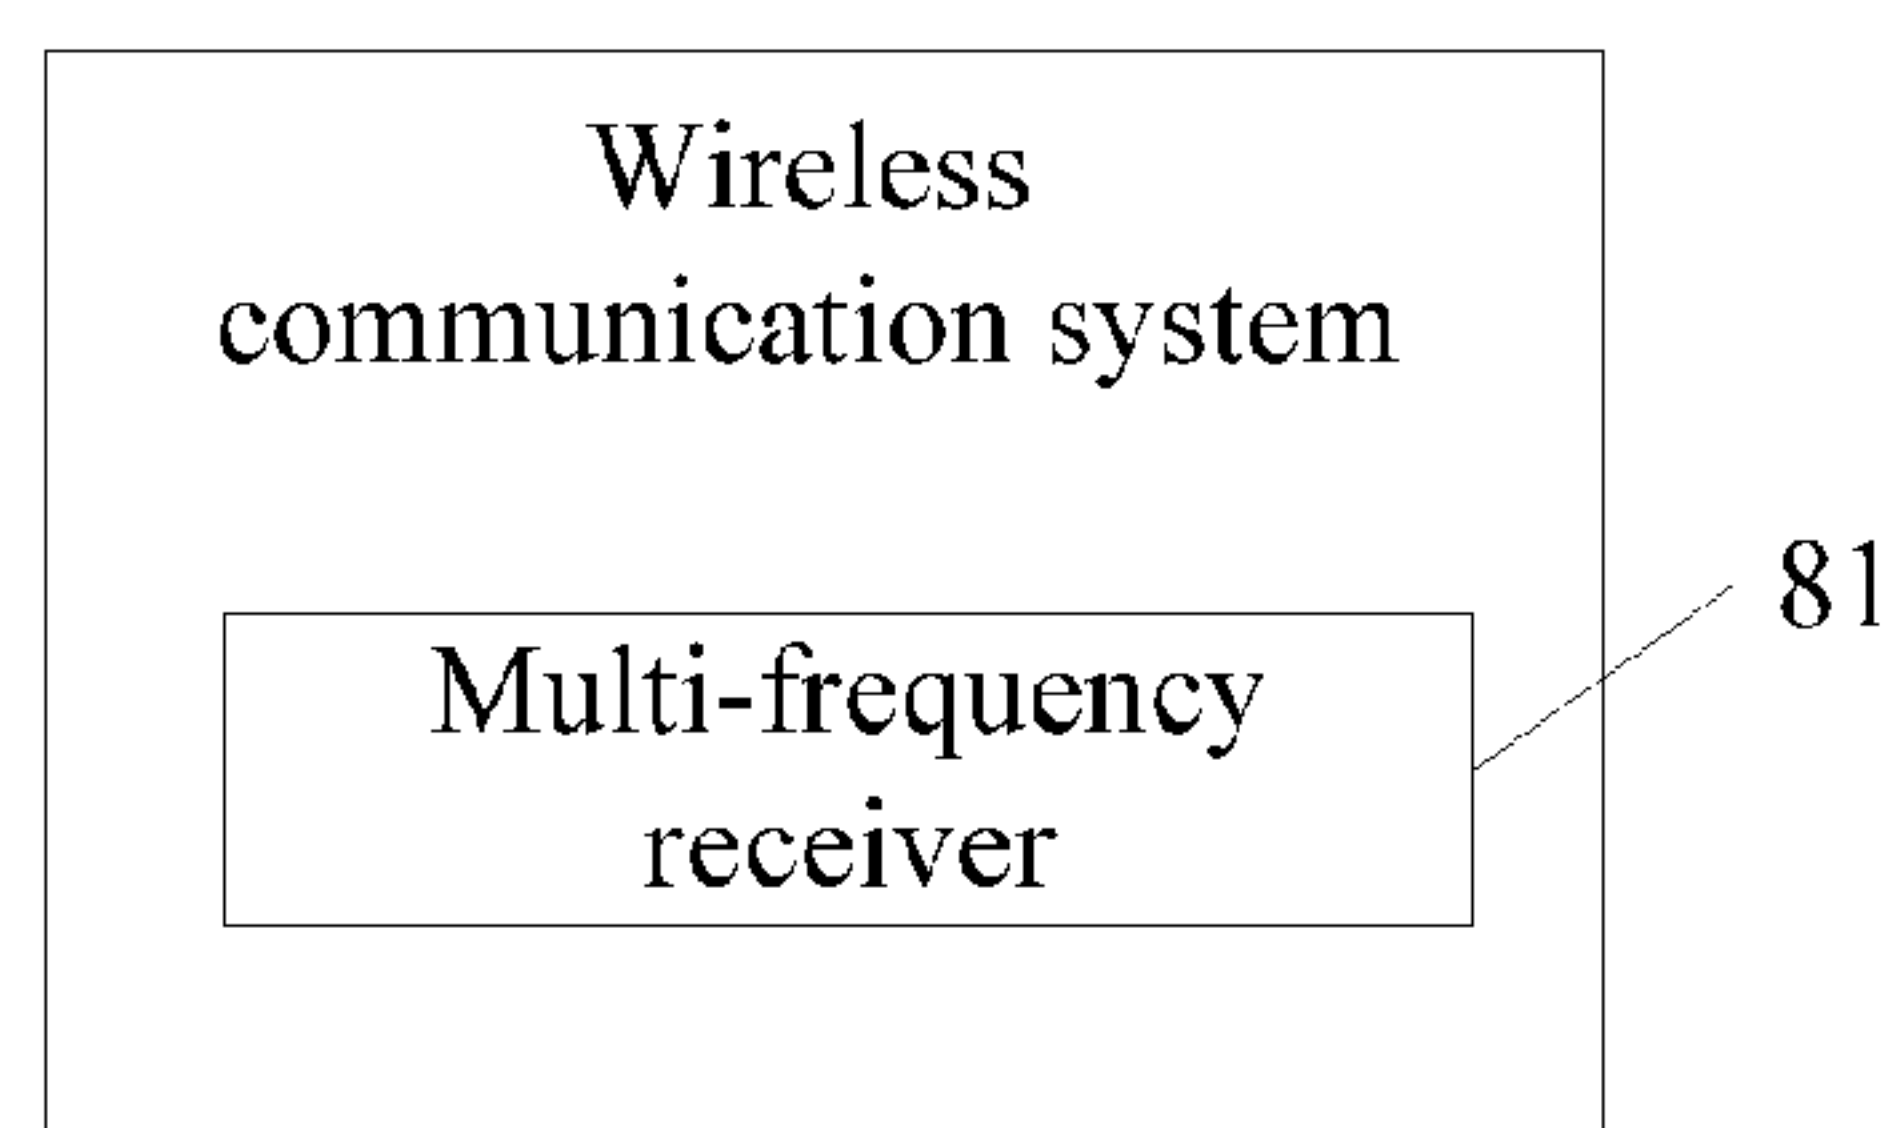 Wireless
communication system
81
Multi-frequency
receiver